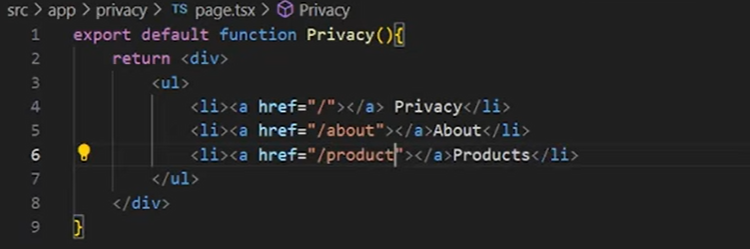 src > app > privacy > TS page.tsx > Privacy
1 export default function Privacy(){
2 return <div>
3 <ul>
4 <li><a href="/"></a> Privacy</li>
5 <li><a href="/about"></a>About</li>
6 <li><a href="/product"></a>Products</li>
7 </ul>
8 </div>
9 }